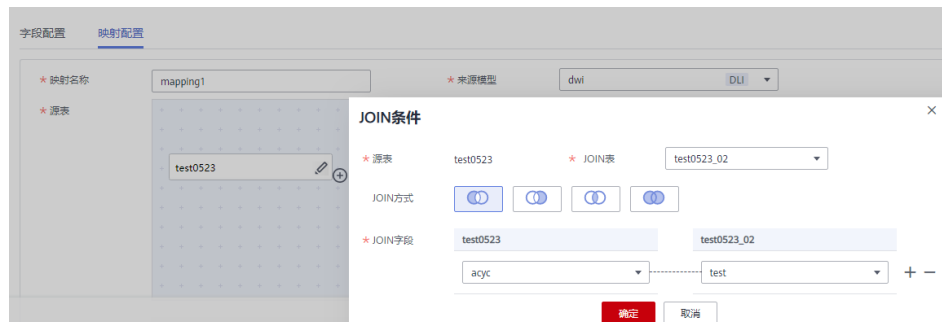 字段配置 映射配置
* 映射名称 mapping1 * 来源模型 dwi DLI
* 源表
JOIN条件
test0523
* 源表 test0523 * JOIN表 test0523_02
JOIN方式
* JOIN字段 test0523 test0523_02
acyc test
确定 取消